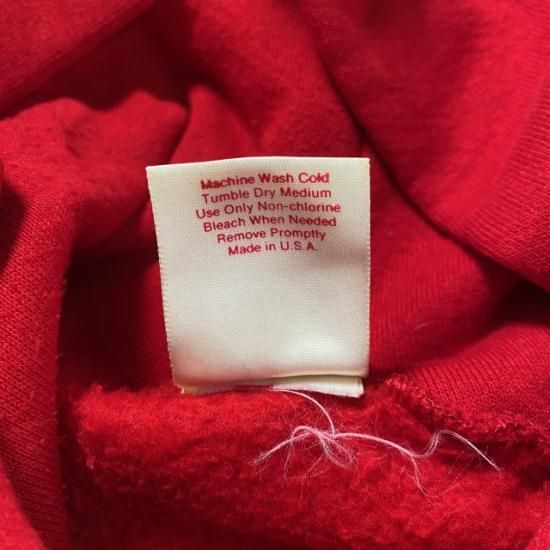 Machine Wash Cold
Tumble Dry Medium
Use Only Non-chlorine
Bleach When Needed
Remove Promptly
Made in U.S.A.